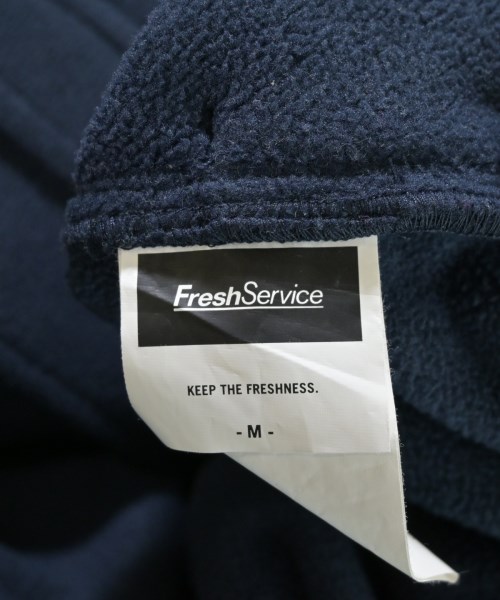 FreshService
KEEP THE FRESHNESS.
- M -